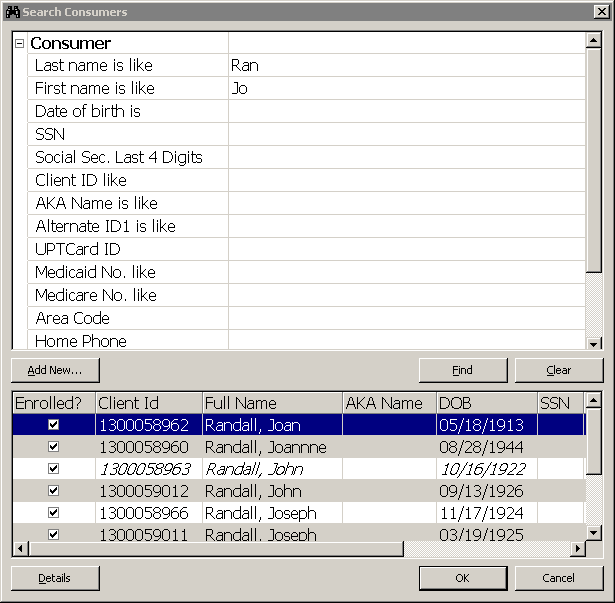 Search Consumers
Consumer
Last name is like Ran
First name is like Jo
Date of birth is
SSN
Social Sec. Last 4 Digits
Client ID like
AKA Name is like
Alternate ID1 is like
UPTCard ID
Medicaid No. like
Medicare No. like
Area Code
Home Phone
Add New... Find Clear
Enrolled? Client Id Full Name AKA Name DOB SSN
1300058962 Randall, Joan 05/18/1913
1300058960 Randall, Joannne 08/28/1944
1300058963 Randall, John 10/16/1922
1300059012 Randall, John 09/13/1926
1300058966 Randall, Joseph 11/17/1924
1300059011 Randall, Joseph 03/19/1925
Details OK Cancel